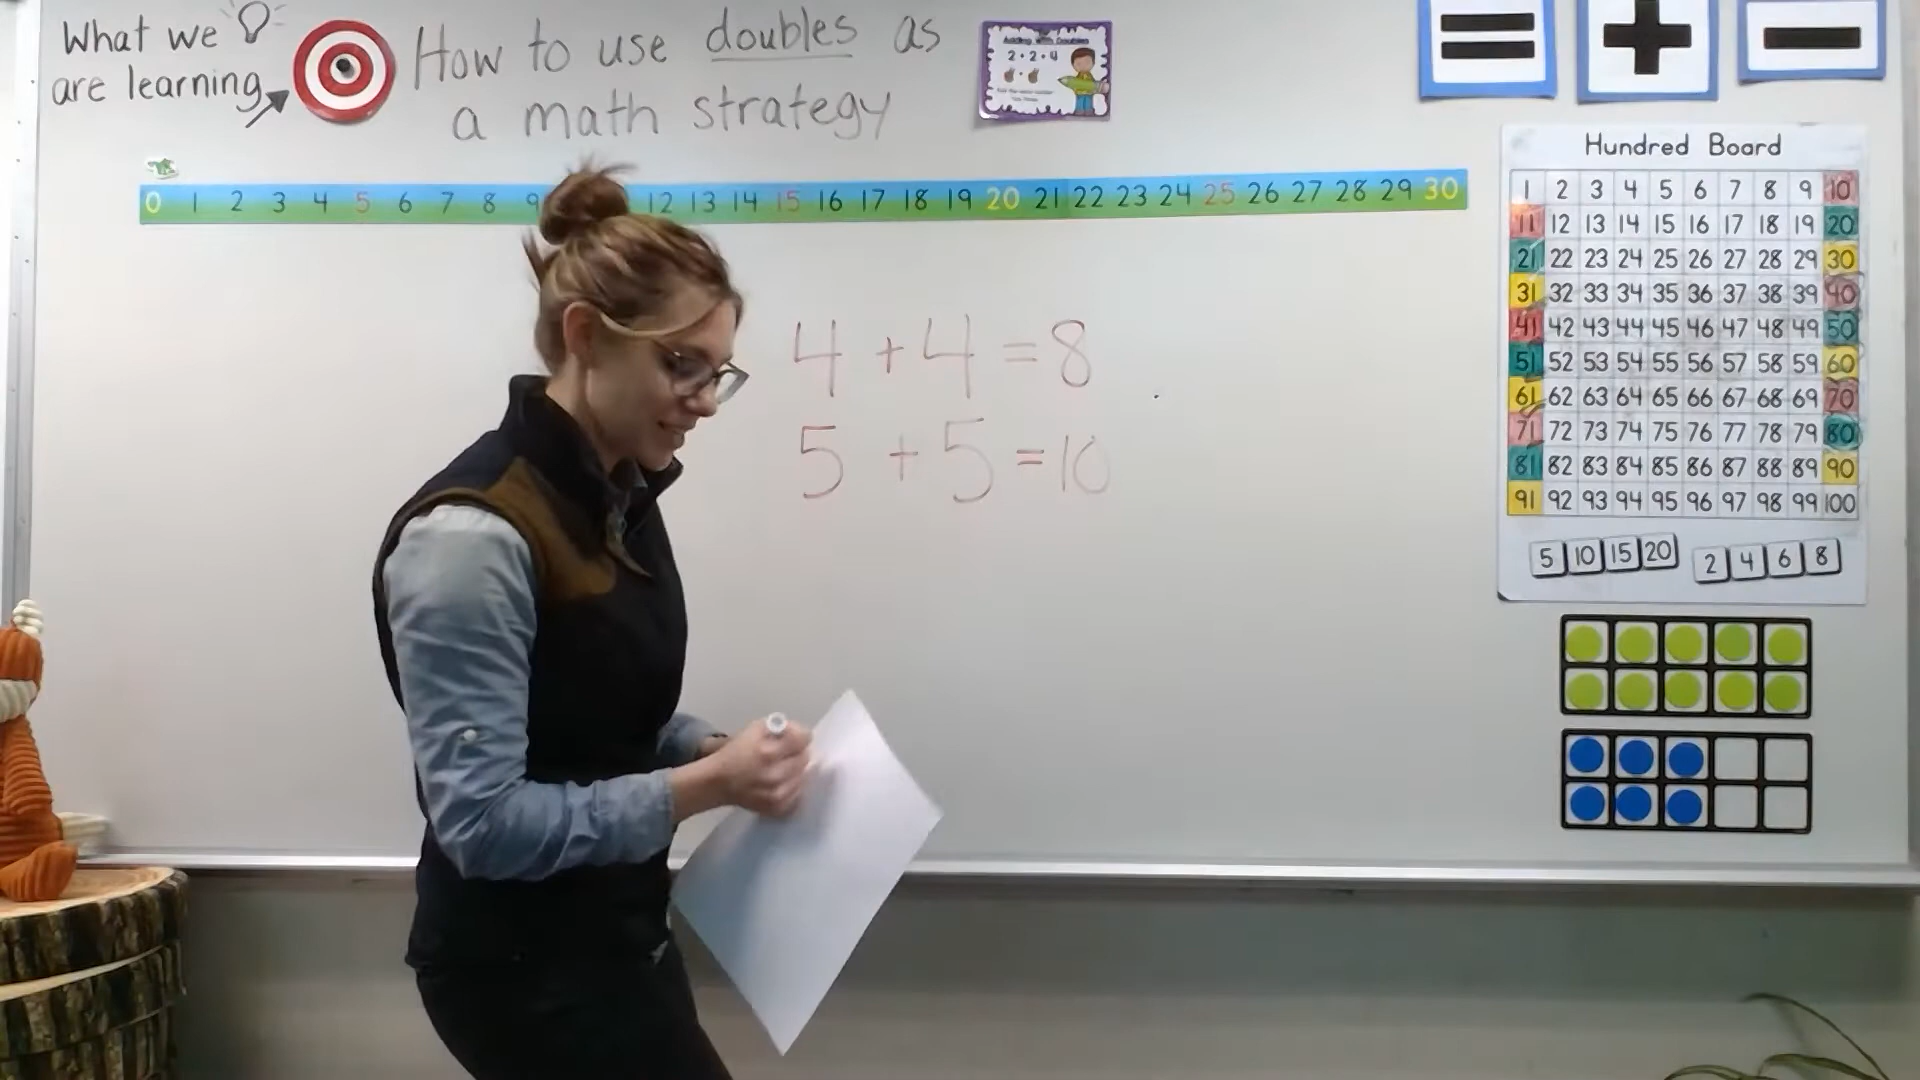 What we
are learning
How to use doubles as
a math strategy
Adding with Doubles
2 + 2 = 4
0 1 2 3 4 5 6 7 8 9 12 13 14 15 16 17 18 19 20 21 22 23 24 25 26 27 28 29 30
4 + 4 = 8
5 + 5 = 10
=
+
−
Hundred Board
1 2 3 4 5 6 7 8 9 10
11 12 13 14 15 16 17 18 19 20
21 22 23 24 25 26 27 28 29 30
31 32 33 34 35 36 37 38 39 40
41 42 43 44 45 46 47 48 49 50
51 52 53 54 55 56 57 58 59 60
61 62 63 64 65 66 67 68 69 70
71 72 73 74 75 76 77 78 79 80
81 82 83 84 85 86 87 88 89 90
91 92 93 94 95 96 97 98 99 100
5 10 15 20 2 4 6 8